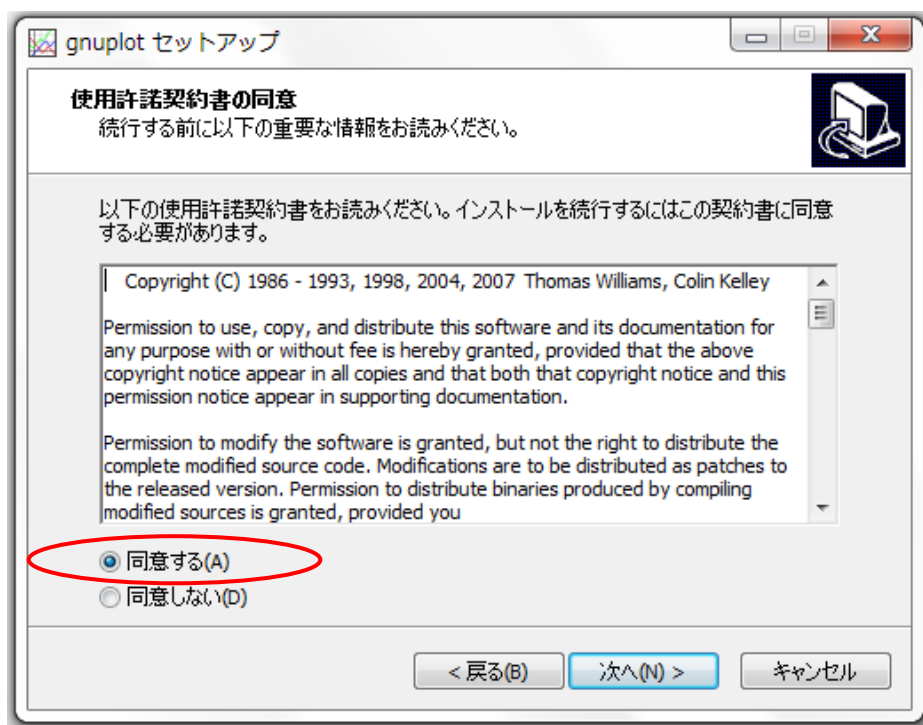 gnuplot セットアップ
使用許諾契約書の同意
続行する前に以下の重要な情報をお読みください。
以下の使用許諾契約書をお読みください。インストールを続行するにはこの契約書に同意
する必要があります。
Copyright (C) 1986 - 1993, 1998, 2004, 2007 Thomas Williams, Colin Kelley
Permission to use, copy, and distribute this software and its documentation for
any purpose with or without fee is hereby granted, provided that the above
copyright notice appear in all copies and that both that copyright notice and this
permission notice appear in supporting documentation.
Permission to modify the software is granted, but not the right to distribute the
complete modified source code. Modifications are to be distributed as patches to
the released version. Permission to distribute binaries produced by compiling
modified sources is granted, provided you
同意する(A)
同意しない(D)
< 戻る(B) 次へ(N) > キャンセル